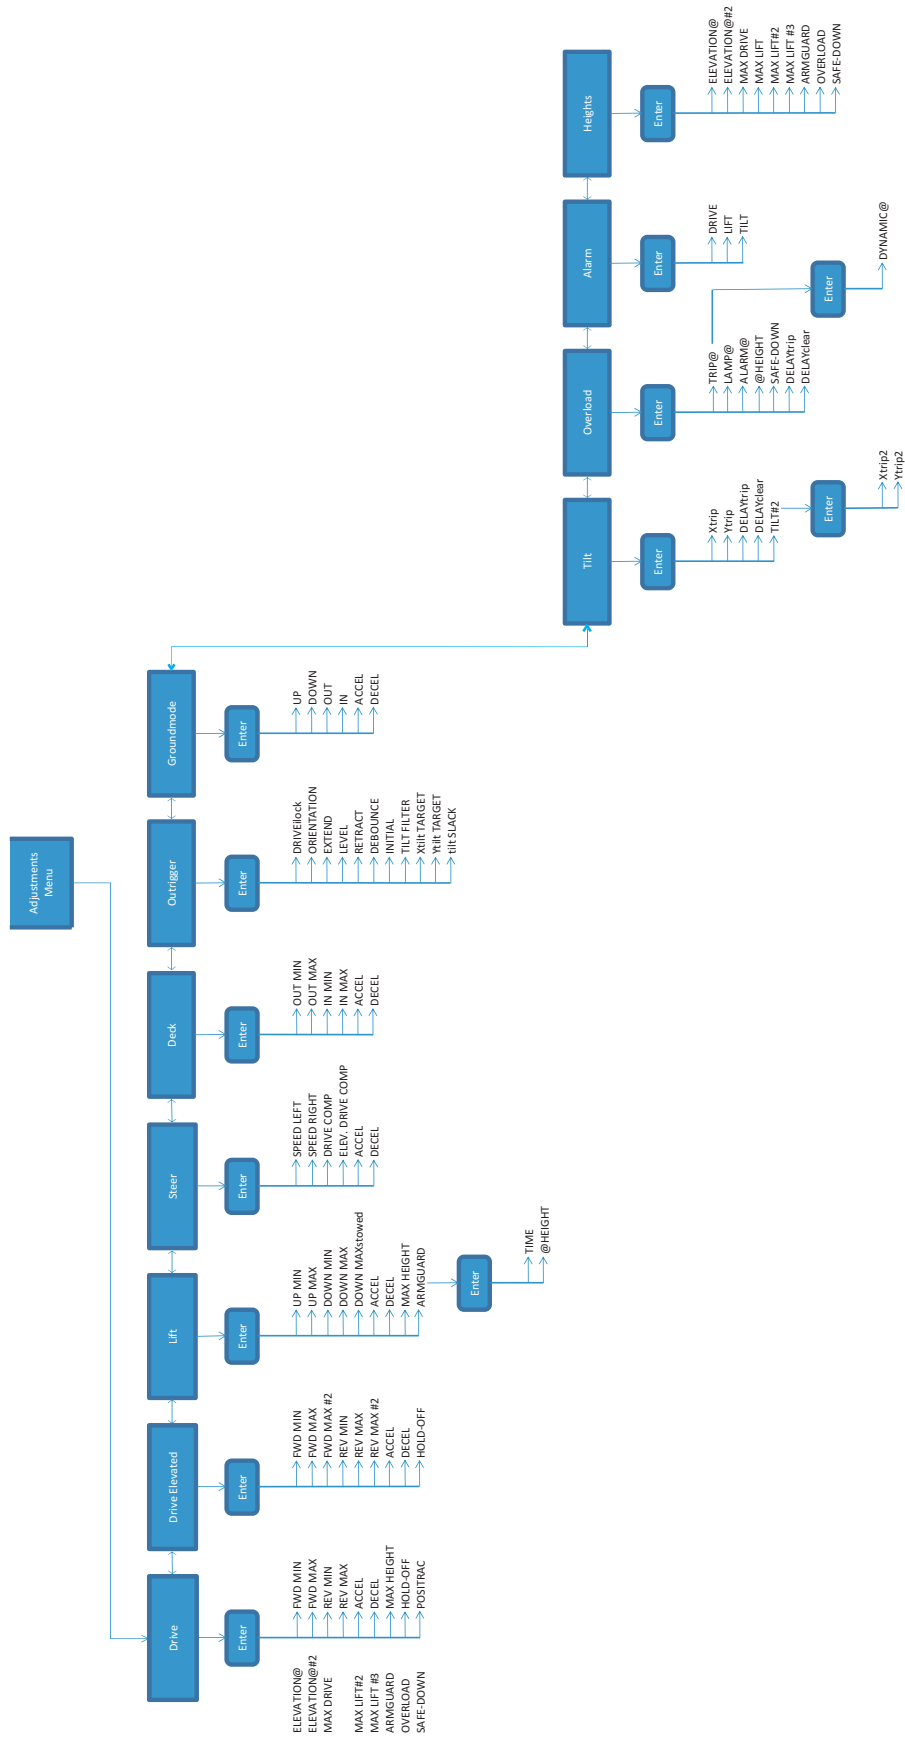 Adjustments
Menu
Drive
Enter
FWD MIN
FWD MAX
REV MIN
REV MAX
ACCEL
DECEL
MAX HEIGHT
HOLD-OFF
POSITRAC
ELEVATION@
ELEVATION@#2
MAX DRIVE
MAX LIFT#2
MAX LIFT #3
ARMGUARD
OVERLOAD
SAFE-DOWN
Drive Elevated
Enter
FWD MIN
FWD MAX
FWD MAX #2
REV MIN
REV MAX
REV MAX #2
ACCEL
DECEL
HOLD-OFF
Lift
Enter
UP MIN
UP MAX
DOWN MIN
DOWN MAX
DOWN MAXstowed
ACCEL
DECEL
MAX HEIGHT
ARMGUARD
Enter
TIME
@HEIGHT
Steer
Enter
SPEED LEFT
SPEED RIGHT
DRIVE COMP
ELEV. DRIVE COMP
ACCEL
DECEL
Deck
Enter
OUT MIN
OUT MAX
IN MIN
IN MAX
ACCEL
DECEL
Outrigger
Enter
DRIVEilock
ORIENTATION
EXTEND
LEVEL
RETRACT
DEBOUNCE
INITIAL
TILT FILTER
Xtilt TARGET
Ytilt TARGET
tilt SLACK
Groundmode
Enter
UP
DOWN
OUT
IN
ACCEL
DECEL
Tilt
Enter
Xtrip
Ytrip
DELAYtrip
DELAYclear
TILT#2
Enter
Xtrip2
Ytrip2
Overload
Enter
TRIP@
LAMP@
ALARM@
@HEIGHT
SAFE-DOWN
DELAYtrip
DELAYclear
Enter
DYNAMIC@
Alarm
Enter
DRIVE
LIFT
TILT
Heights
Enter
ELEVATION@
ELEVATION@#2
MAX DRIVE
MAX LIFT
MAX LIFT#2
MAX LIFT #3
ARMGUARD
OVERLOAD
SAFE-DOWN